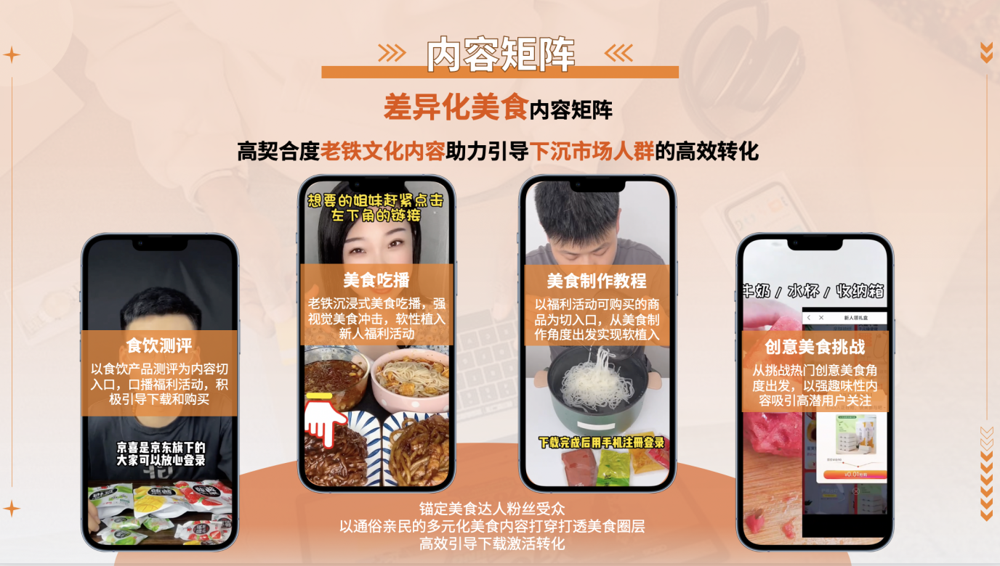 内容矩阵
差异化美食内容矩阵
高契合度老铁文化内容助力引导下沉市场人群的高效转化
食饮测评
以食饮产品测评为内容切
入口，口播福利活动，积
极引导下载和购买
京喜是京东旗下的
大家可以放心登录
想要的姐妹赶紧点击
左下角的链接
美食吃播
老铁沉浸式美食吃播，强
视觉美食冲击，软性植入
新人福利活动
美食制作教程
以福利活动可购买的商
品为切入口，从美食制
作角度出发实现软植入
下载完成后用手机注册登录
牛奶 / 水杯 / 收纳箱
新人领礼盒
创意美食挑战
从挑战热门创意美食角
度出发，以强趣味性内
容吸引高潜用户关注
¥0.01
锚定美食达人粉丝受众
以通俗亲民的多元化美食内容打穿打透美食圈层
高效引导下载激活转化